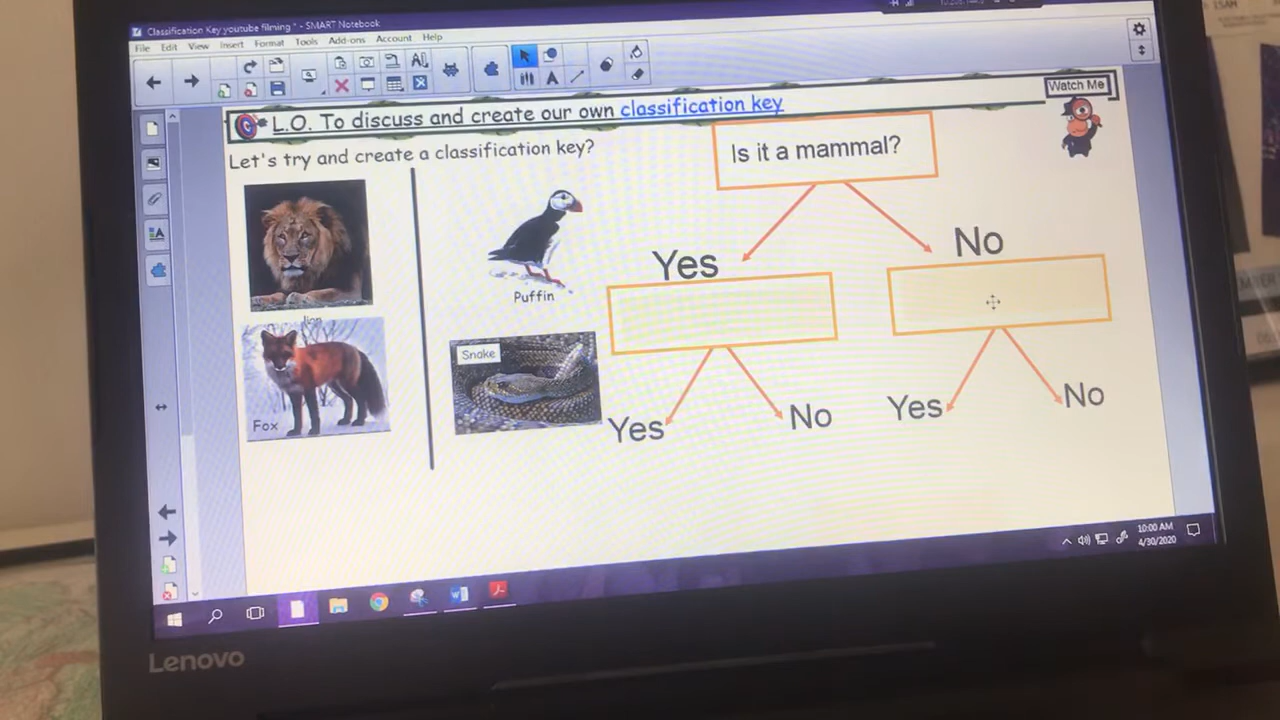 Classification Key youtube filming * - SMART Notebook
File Edit View Insert Format Tools Add-ons Account Help
L.O. To discuss and create our own classification key
Watch Me
Let's try and create a classification key?
Is it a mammal?
Yes
No
Puffin
lion
Snake
Fox
Yes
No
Yes
No
10:00 AM
4/30/2020
Lenovo